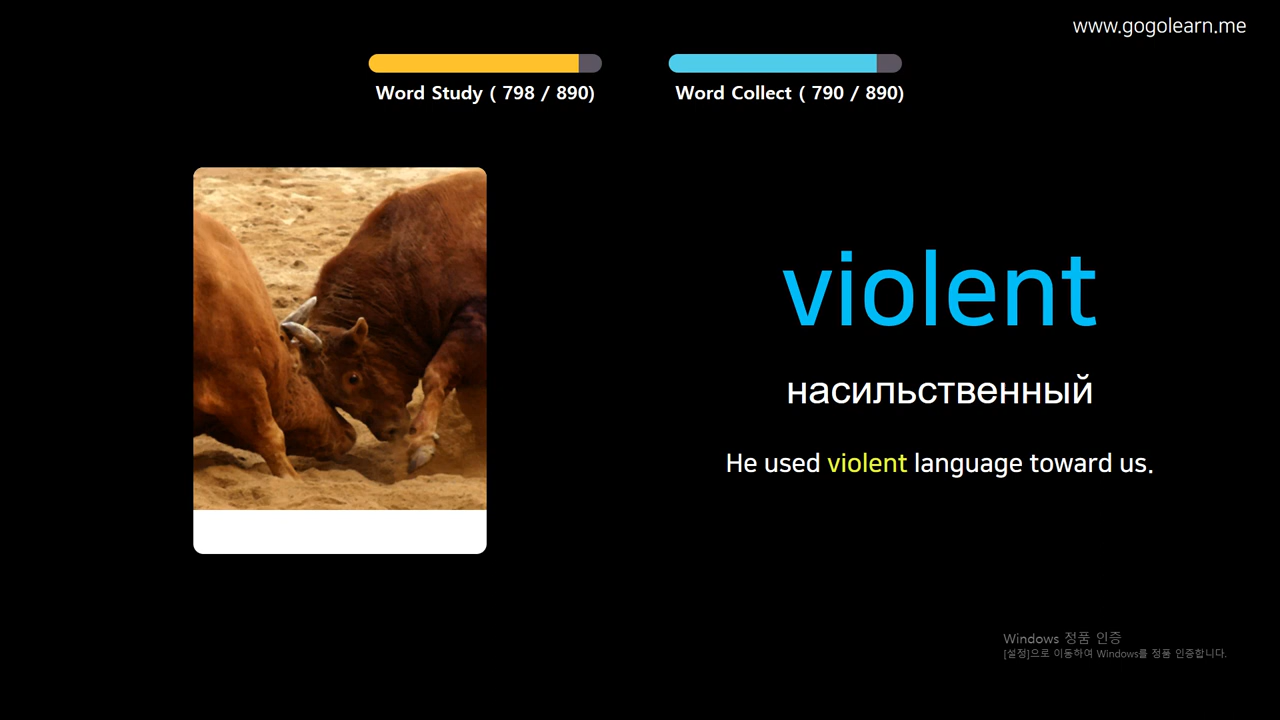 www.gogolearn.me
Word Study ( 798 / 890)
Word Collect ( 790 / 890)
violent
насильственный
He used violent language toward us.
Windows 정품 인증
[설정]으로 이동하여 Windows를 정품 인증합니다.